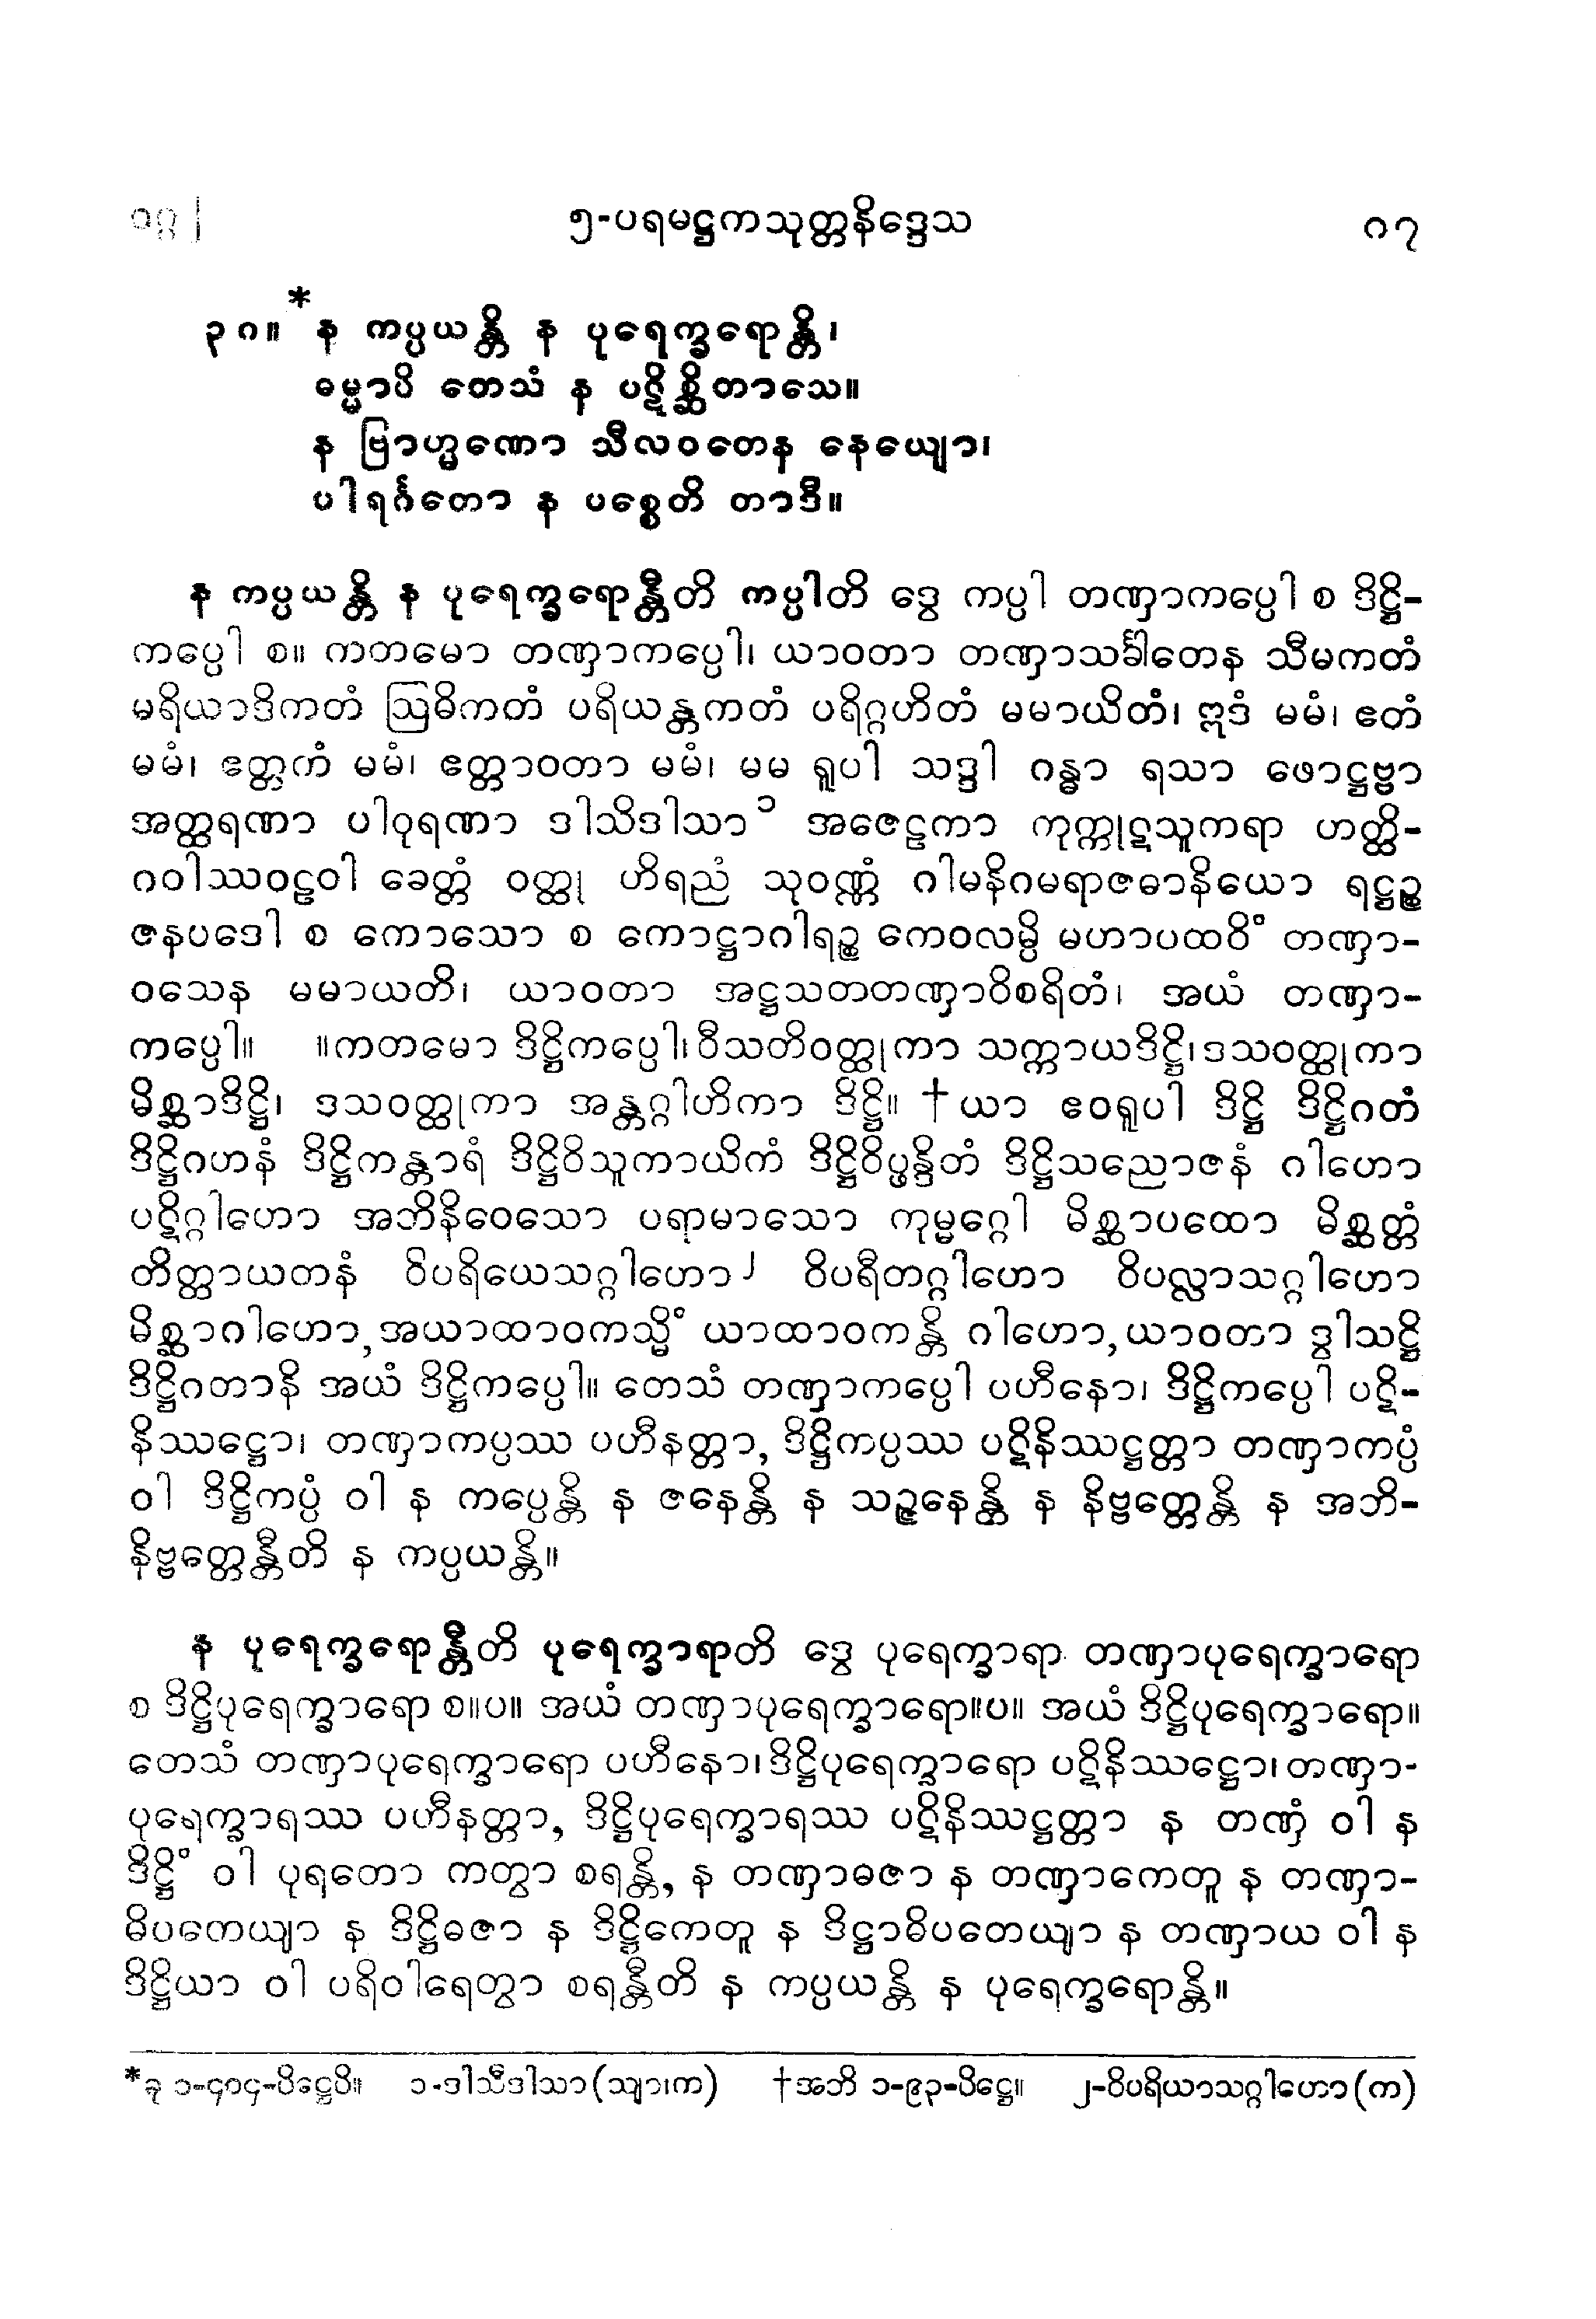 ၁၇] ၅-ပရမဋ္ဌကသုတ္တနိဒ္ဒေသ ၈၇
၃၈။ *န ကပ္ပယန္တိ န ပုရေက္ခရောန္တိ၊
ဓမ္မာပိ တေသံ န ပဋိစ္ဆိတာသေ။
န ဗြာဟ္မဏော သီလဝတေန နေယျော၊
ပါရင်္ဂတော န ပစ္စေတိ တာဒီ။
န ကပ္ပယန္တိ န ပုရေက္ခရောန္တီတိ ကပ္ပါတိ ဒွေ ကပ္ပါ တဏှာကပ္ပေါ စ ဒိဋ္ဌိ-
ကပ္ပေါ စ။ ကတမော တဏှာကပ္ပေါ၊ ယာဝတာ တဏှာသင်္ခါတေန သီမကတံ
မရိယာဒိကတံ ဩဓိကတံ ပရိယန္တကတံ ပရိဂ္ဂဟိတံ မမာယိတံ၊ ဣဒံ မမံ၊ ဧတံ
မမံ၊ ဧတ္တကံ မမံ၊ ဧတ္တာဝတာ မမံ၊ မမ ရူပါ သဒ္ဒါ ဂန္ဓာ ရသာ ဖောဋ္ဌဗ္ဗာ
အတ္ထရဏာ ပါဝုရဏာ ဒါသိဒါသာ၁ အဇေဠကာ ကုက္ကုဋသူကရာ ဟတ္ထိ-
ဂဝါဿဝဠဝါ ခေတ္တံ ဝတ္ထု ဟိရညံ သုဝဏ္ဏံ ဂါမနိဂမရာဇဓာနိယော ရဋ္ဌဉ္စ
ဇနပဒေါ စ ကောသော စ ကောဋ္ဌာဂါရဉ္စ ကေဝလမ္ပိ မဟာပထဝိံ တဏှာ-
ဝသေန မမာယတိ၊ ယာဝတာ အဋ္ဌသတတဏှာဝိစရိတံ၊ အယံ တဏှာ-
ကပ္ပေါ။ ။ကတမော ဒိဋ္ဌိကပ္ပေါ၊ ဝီသတိဝတ္ထုကာ သက္ကာယဒိဋ္ဌိ၊ ဒသဝတ္ထုကာ
မိစ္ဆာဒိဋ္ဌိ၊ ဒသဝတ္ထုကာ အန္တဂ္ဂါဟိကာ ဒိဋ္ဌိ။ †ယာ ဧဝရူပါ ဒိဋ္ဌိ ဒိဋ္ဌိဂတံ
ဒိဋ္ဌိဂဟနံ ဒိဋ္ဌိကန္တာရံ ဒိဋ္ဌိဝိသူကာယိကံ ဒိဋ္ဌိဝိပ္ဖန္ဒိတံ ဒိဋ္ဌိသညောဇနံ ဂါဟော
ပဋိဂ္ဂါဟော အဘိနိဝေသော ပရာမာသော ကုမ္မဂ္ဂေါ မိစ္ဆာပထော မိစ္ဆတ္တံ
တိတ္ထာယတနံ ဝိပရိယေသဂ္ဂါဟော၂ ဝိပရီတဂ္ဂါဟော ဝိပလ္လာသဂ္ဂါဟော
မိစ္ဆာဂါဟော, အယာထာဝကသ္မိံ ယာထာဝကန္တိ ဂါဟော, ယာဝတာ ဒွါသဋ္ဌိ
ဒိဋ္ဌိဂတာနိ အယံ ဒိဋ္ဌိကပ္ပေါ။ တေသံ တဏှာကပ္ပေါ ပဟီနော၊ ဒိဋ္ဌိကပ္ပေါ ပဋိ-
နိဿဋ္ဌော၊ တဏှာကပ္ပဿ ပဟီနတ္တာ, ဒိဋ္ဌိကပ္ပဿ ပဋိနိဿဋ္ဌတ္တာ တဏှာကပ္ပံ
ဝါ ဒိဋ္ဌိကပ္ပံ ဝါ န ကပ္ပေန္တိ န ဇနေန္တိ န သဉ္ဇနေန္တိ န နိဗ္ဗတ္တေန္တိ န အဘိ-
နိဗ္ဗတ္တေန္တီတိ န ကပ္ပယန္တိ။
န ပုရေက္ခရောန္တီတိ ပုရေက္ခာရာတိ ဒွေ ပုရေက္ခာရာ တဏှာပုရေက္ခာရော
စ ဒိဋ္ဌိပုရေက္ခာရော စ။ပ။ အယံ တဏှာပုရေက္ခာရော။ပ။ အယံ ဒိဋ္ဌိပုရေက္ခာရော။
တေသံ တဏှာပုရေက္ခာရော ပဟီနော၊ ဒိဋ္ဌိပုရေက္ခာရော ပဋိနိဿဋ္ဌော၊ တဏှာ-
ပုရေက္ခာရဿ ပဟီနတ္တာ, ဒိဋ္ဌိပုရေက္ခာရဿ ပဋိနိဿဋ္ဌတ္တာ န တဏှံ ဝါ န
ဒိဋ္ဌိံ ဝါ ပုရတော ကတွာ စရန္တိ, န တဏှာဓဇာ န တဏှာကေတူ န တဏှာ-
ဓိပတေယျာ န ဒိဋ္ဌိဓဇာ န ဒိဋ္ဌိကေတူ န ဒိဋ္ဌာဓိပတေယျာ န တဏှာယ ဝါ န
ဒိဋ္ဌိယာ ဝါ ပရိဝါရေတွာ စရန္တီတိ န ကပ္ပယန္တိ န ပုရေက္ခရောန္တိ။
*ခု ၁-၄၀၄-ပိဋ္ဌေပိ။ ၁-ဒါသီဒါသာ (သျာ၊က) †အဘိ ၁-၉၃-ပိဋ္ဌေ။ ၂-ဝိပရိယာသဂ္ဂါဟော (က)